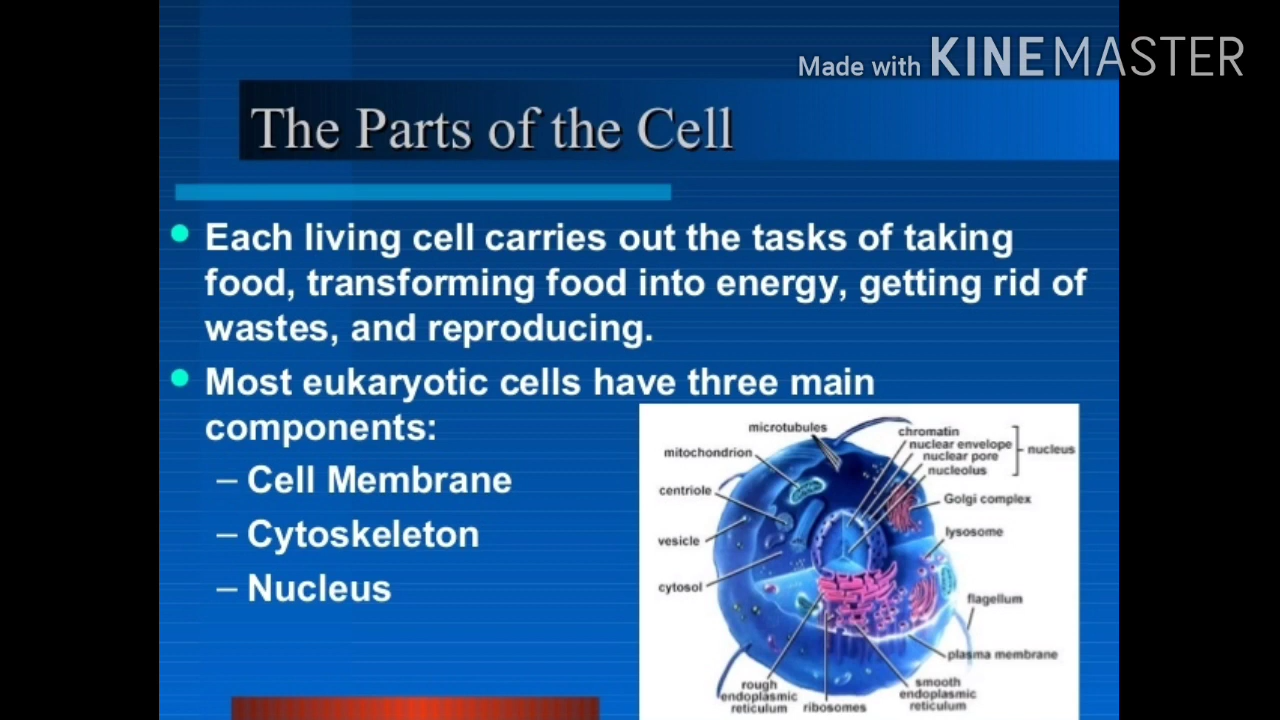 Made with KINEMASTER
The Parts of the Cell
Each living cell carries out the tasks of taking
food, transforming food into energy, getting rid of
wastes, and reproducing.
Most eukaryotic cells have three main
components:
– Cell Membrane
– Cytoskeleton
– Nucleus
microtubules
mitochondrion
centriole
vesicle
cytosol
chromatin
nuclear envelope
nuclear pore
nucleolus
nucleus
Golgi complex
lysosome
flagellum
plasma membrane
rough
endoplasmic
reticulum
ribosomes
smooth
endoplasmic
reticulum